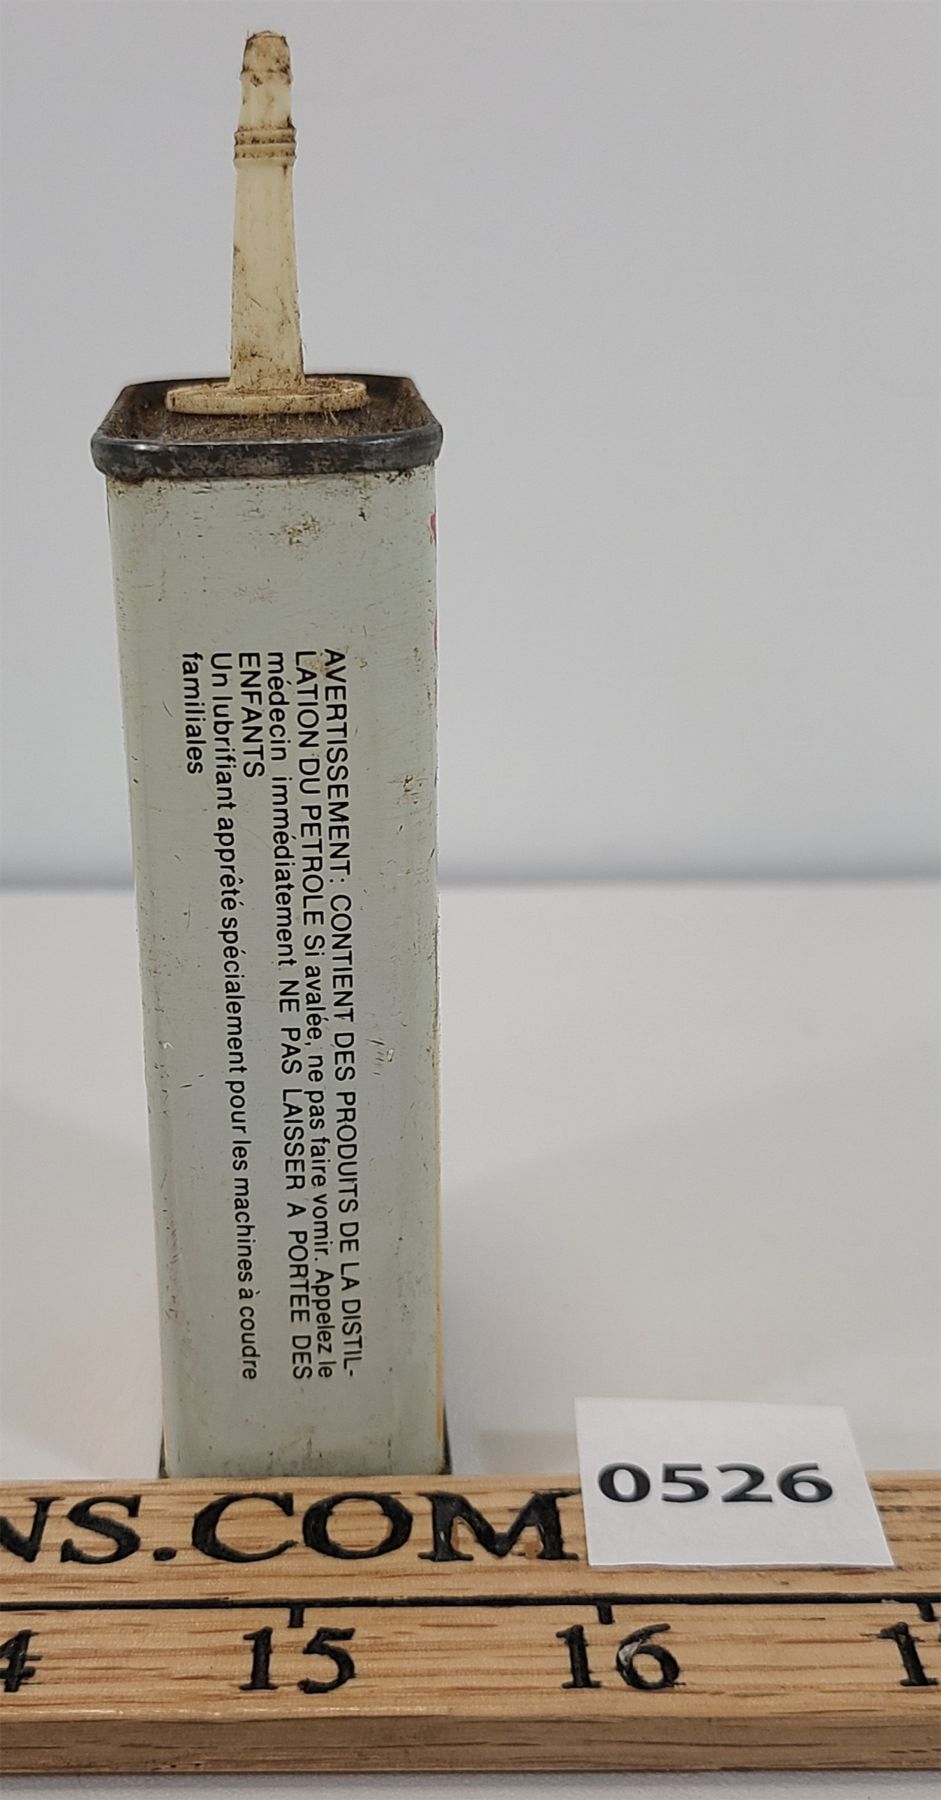 AVERTISSEMENT: CONTIENT DES PRODUITS DE LA DISTIL-
LATION DU PETROLE Si avalée, ne pas faire vomir. Appelez le
médecin immédiatement NE PAS LAISSER A PORTEE DES
ENFANTS
Un lubrifiant apprêté spécialement pour les machines à coudre
familiales
0526
NS.COM
4 15 16 1